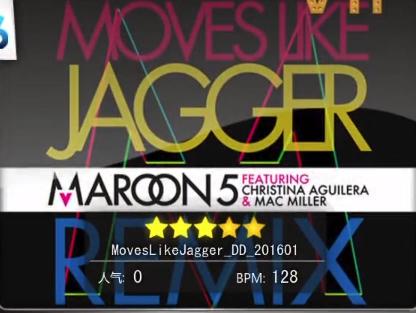 MOVES LIKE
JAGGER
MAROON 5 FEATURING
CHRISTINA AGUILERA
& MAC MILLER
REMIX
MovesLikeJagger_DD_201601
人气: 0 BPM: 128